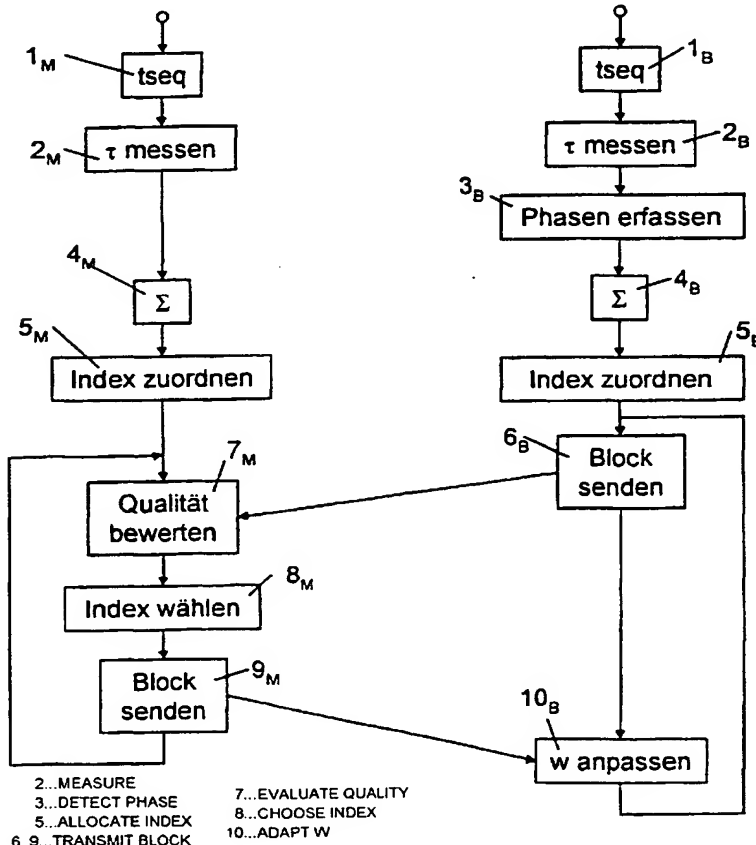 1M
tseq
2M
τ messen
4M
Σ
5M
Index zuordnen
7M
Qualität
bewerten
8M
Index wählen
9M
Block
senden
1B
tseq
2B
τ messen
3B
Phasen erfassen
4B
Σ
5B
Index zuordnen
6B
Block
senden
10B
w anpassen
2...MEASURE
3...DETECT PHASE
5...ALLOCATE INDEX
6, 9...TRANSMIT BLOCK
7...EVALUATE QUALITY
8...CHOOSE INDEX
10...ADAPT W